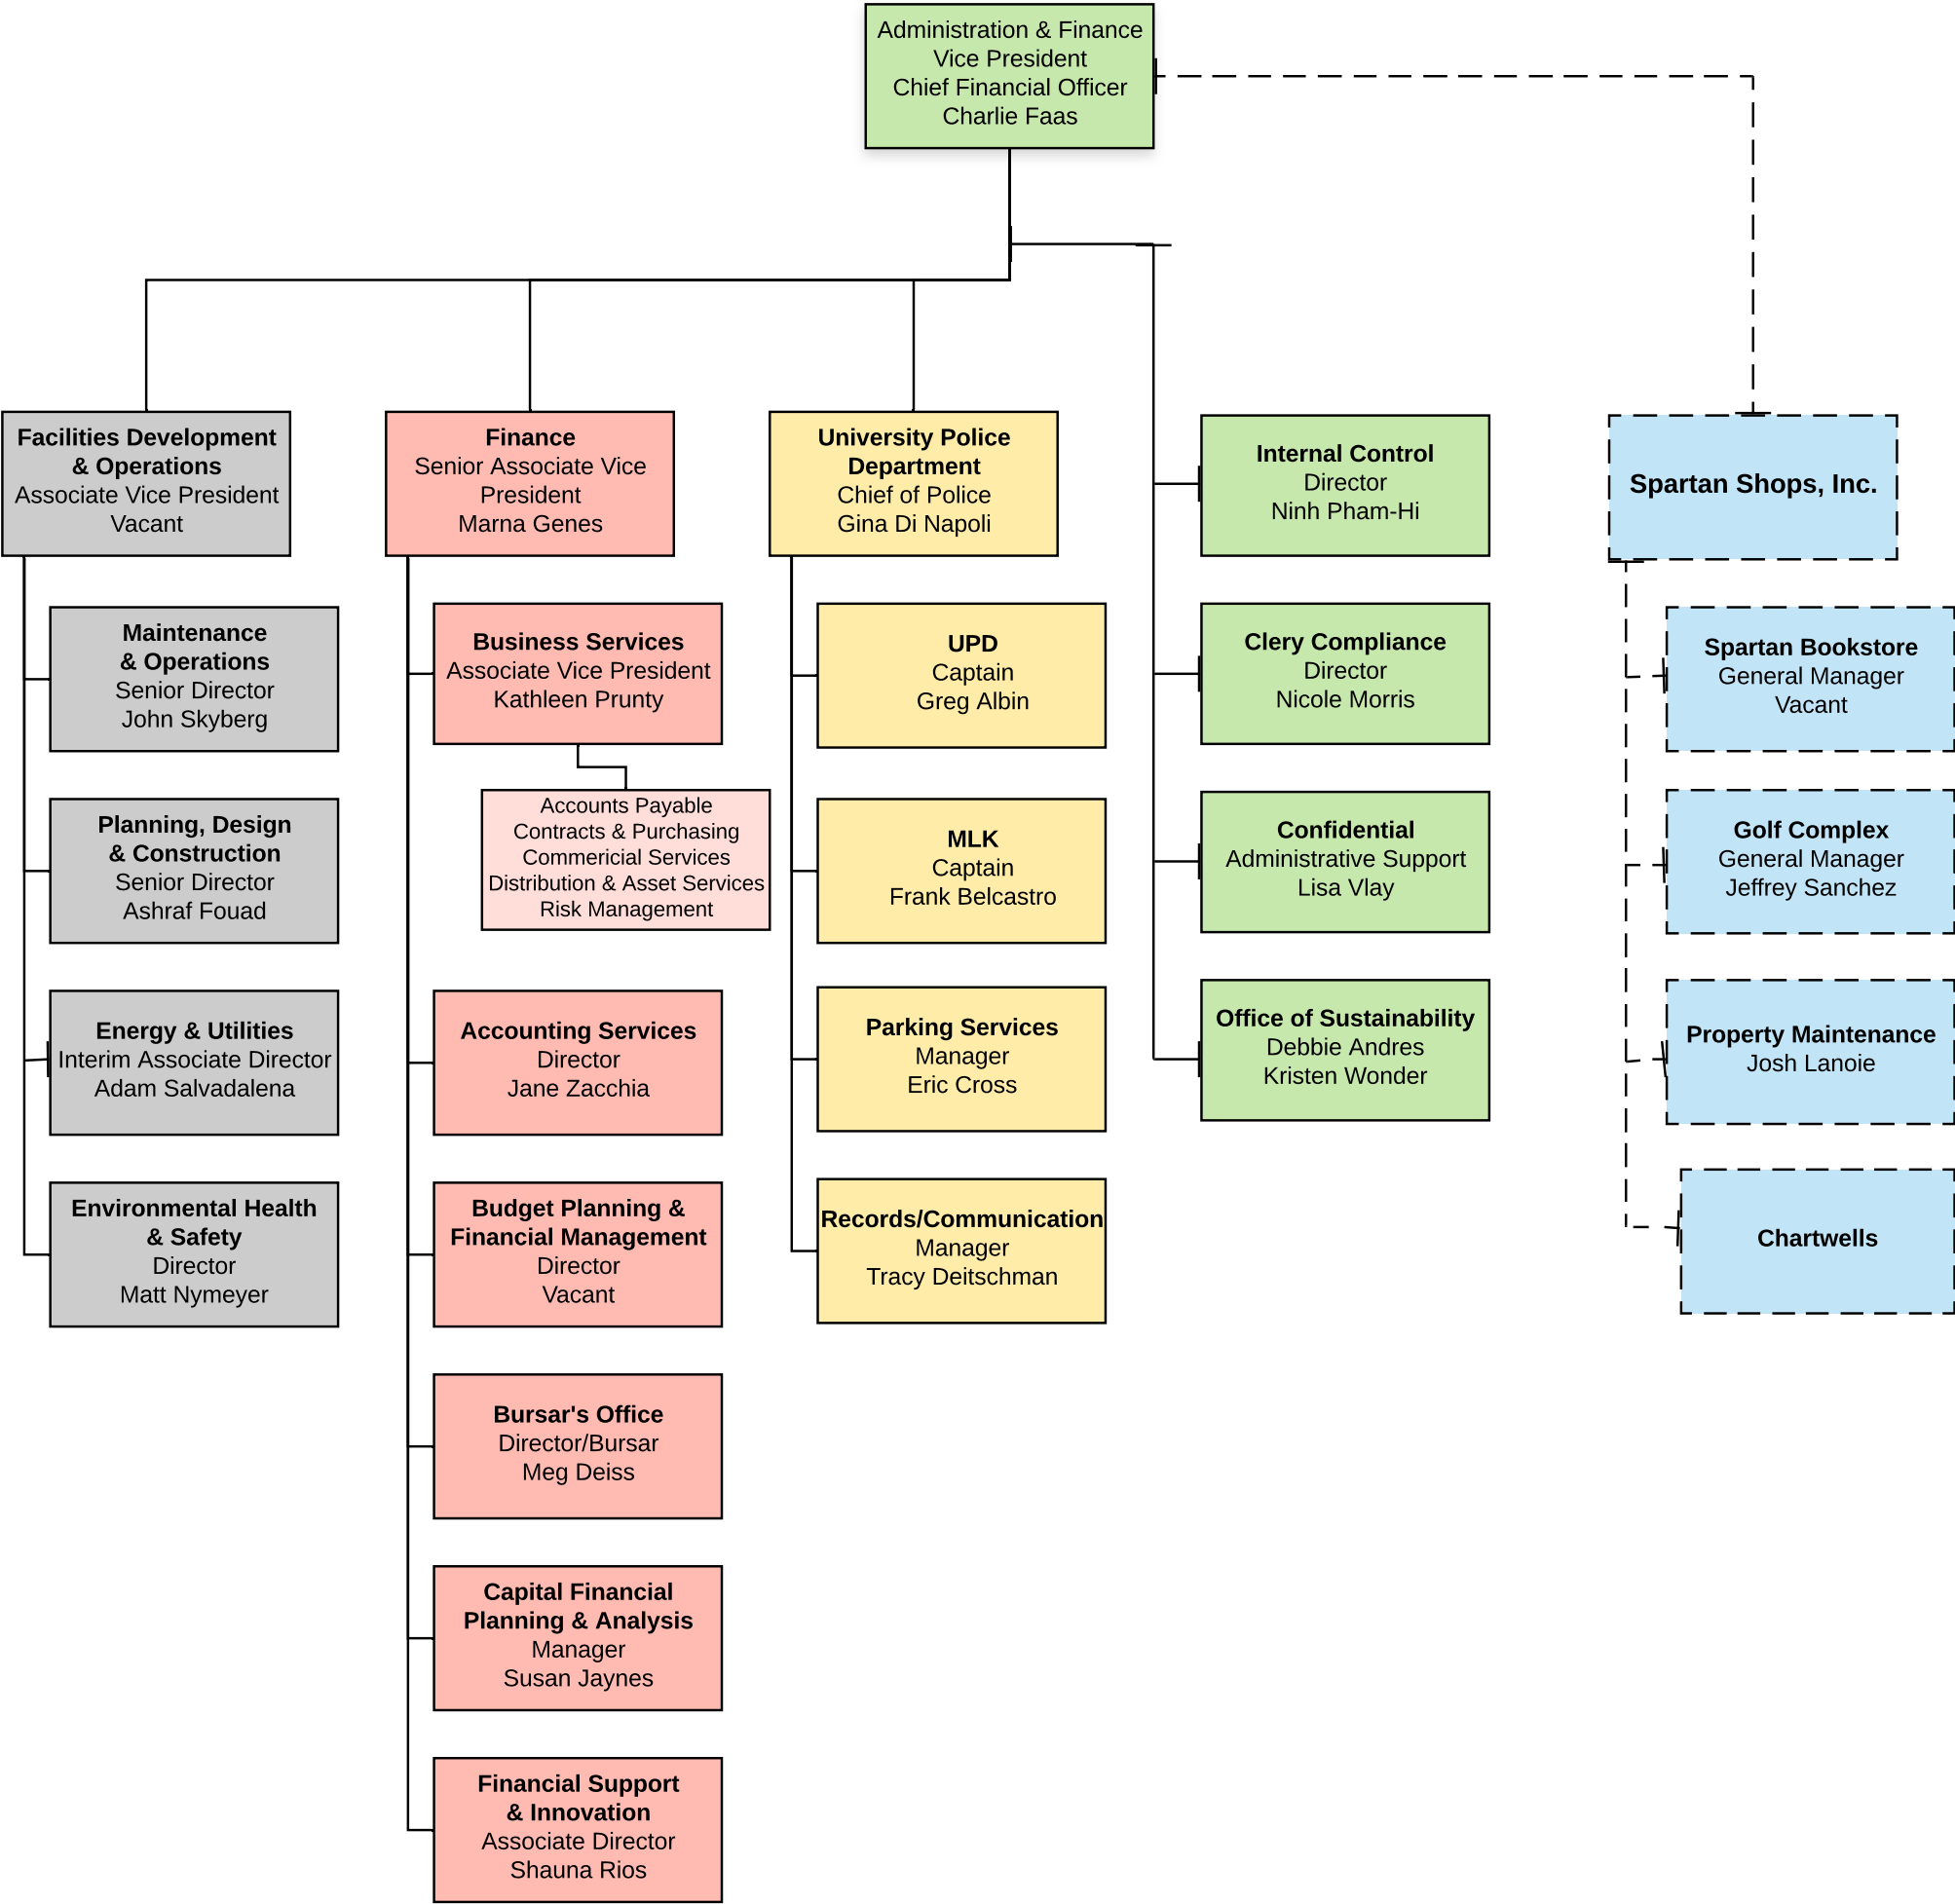 Administration & Finance
Vice President
Chief Financial Officer
Charlie Faas
Facilities Development
& Operations
Associate Vice President
Vacant
Maintenance
& Operations
Senior Director
John Skyberg
Planning, Design
& Construction
Senior Director
Ashraf Fouad
Energy & Utilities
Interim Associate Director
Adam Salvadalena
Environmental Health
& Safety
Director
Matt Nymeyer
Finance
Senior Associate Vice
President
Marna Genes
Business Services
Associate Vice President
Kathleen Prunty
Accounts Payable
Contracts & Purchasing
Commericial Services
Distribution & Asset Services
Risk Management
Accounting Services
Director
Jane Zacchia
Budget Planning &
Financial Management
Director
Vacant
Bursar's Office
Director/Bursar
Meg Deiss
Capital Financial
Planning & Analysis
Manager
Susan Jaynes
Financial Support
& Innovation
Associate Director
Shauna Rios
University Police
Department
Chief of Police
Gina Di Napoli
UPD
Captain
Greg Albin
MLK
Captain
Frank Belcastro
Parking Services
Manager
Eric Cross
Records/Communication
Manager
Tracy Deitschman
Internal Control
Director
Ninh Pham-Hi
Clery Compliance
Director
Nicole Morris
Confidential
Administrative Support
Lisa Vlay
Office of Sustainability
Debbie Andres
Kristen Wonder
Spartan Shops, Inc.
Spartan Bookstore
General Manager
Vacant
Golf Complex
General Manager
Jeffrey Sanchez
Property Maintenance
Josh Lanoie
Chartwells